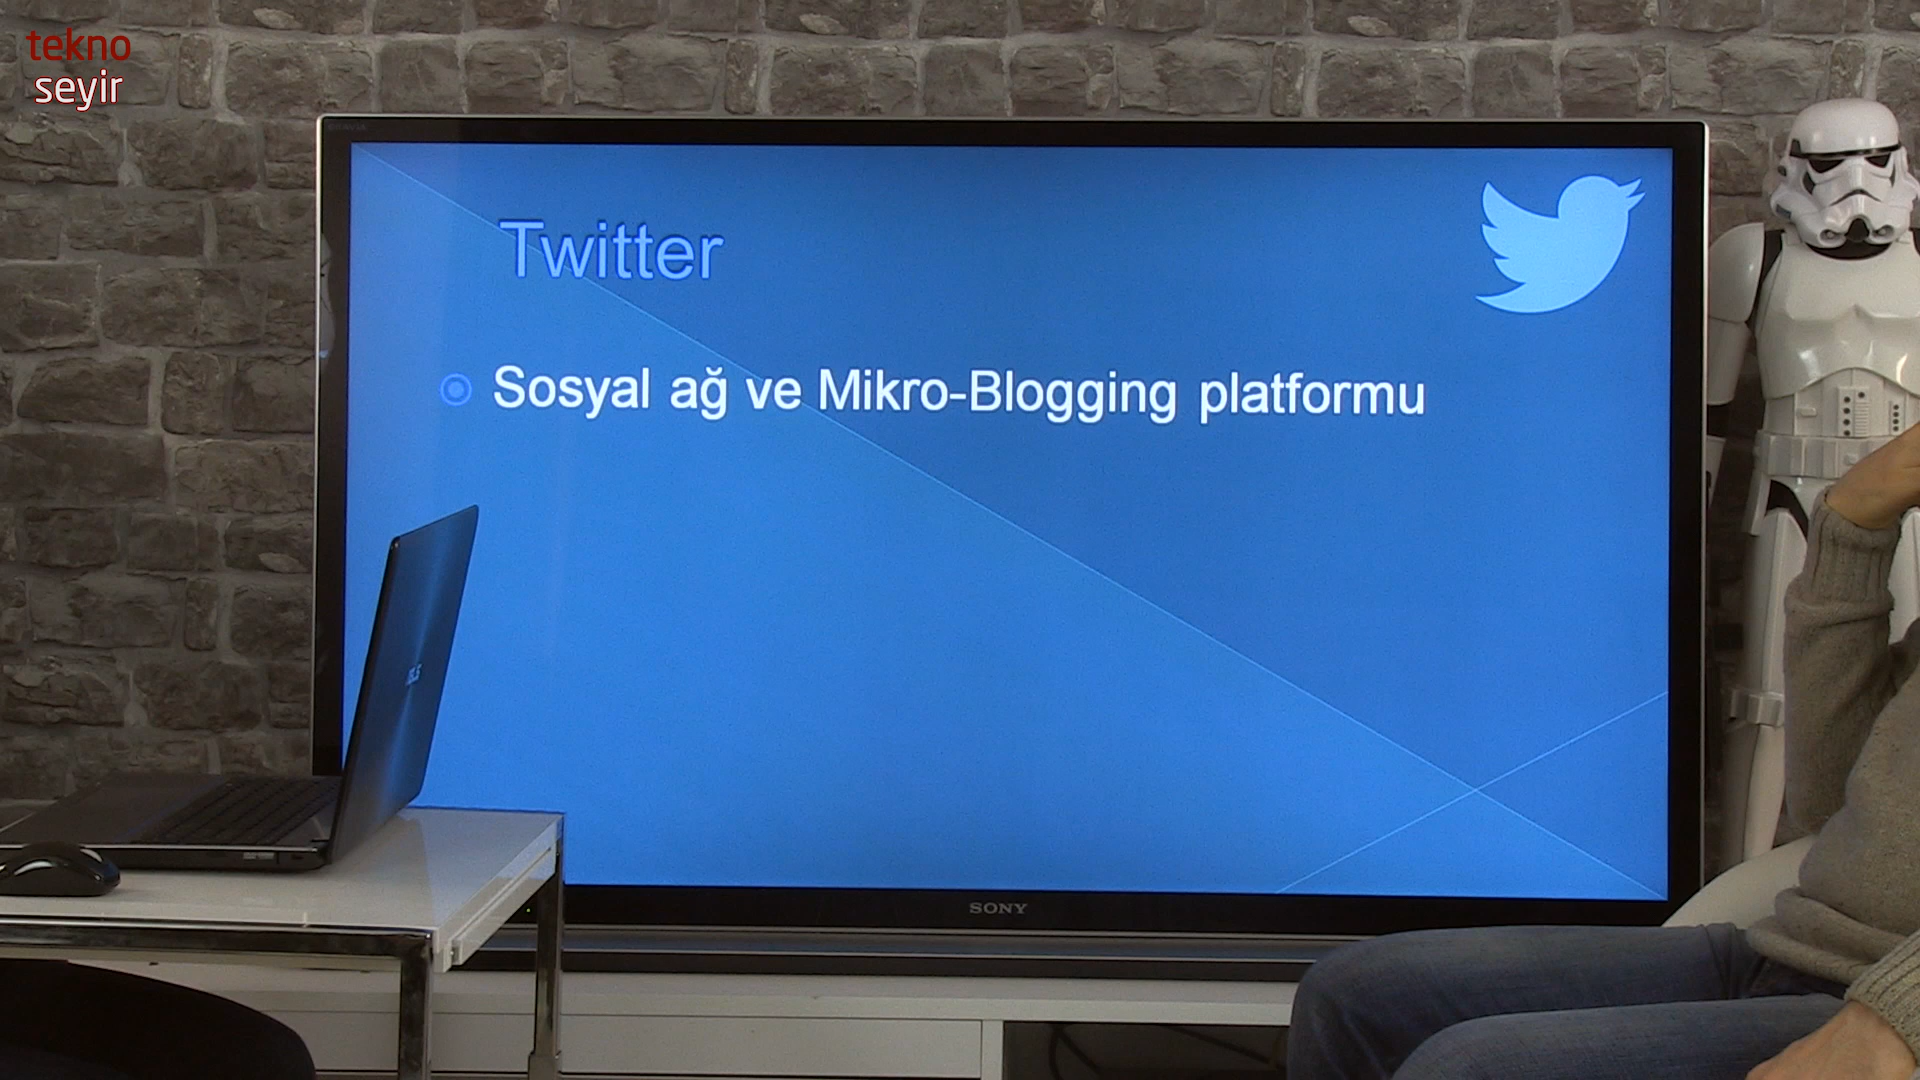 tekno
seyir
Twitter
Sosyal ağ ve Mikro-Blogging platformu
SONY